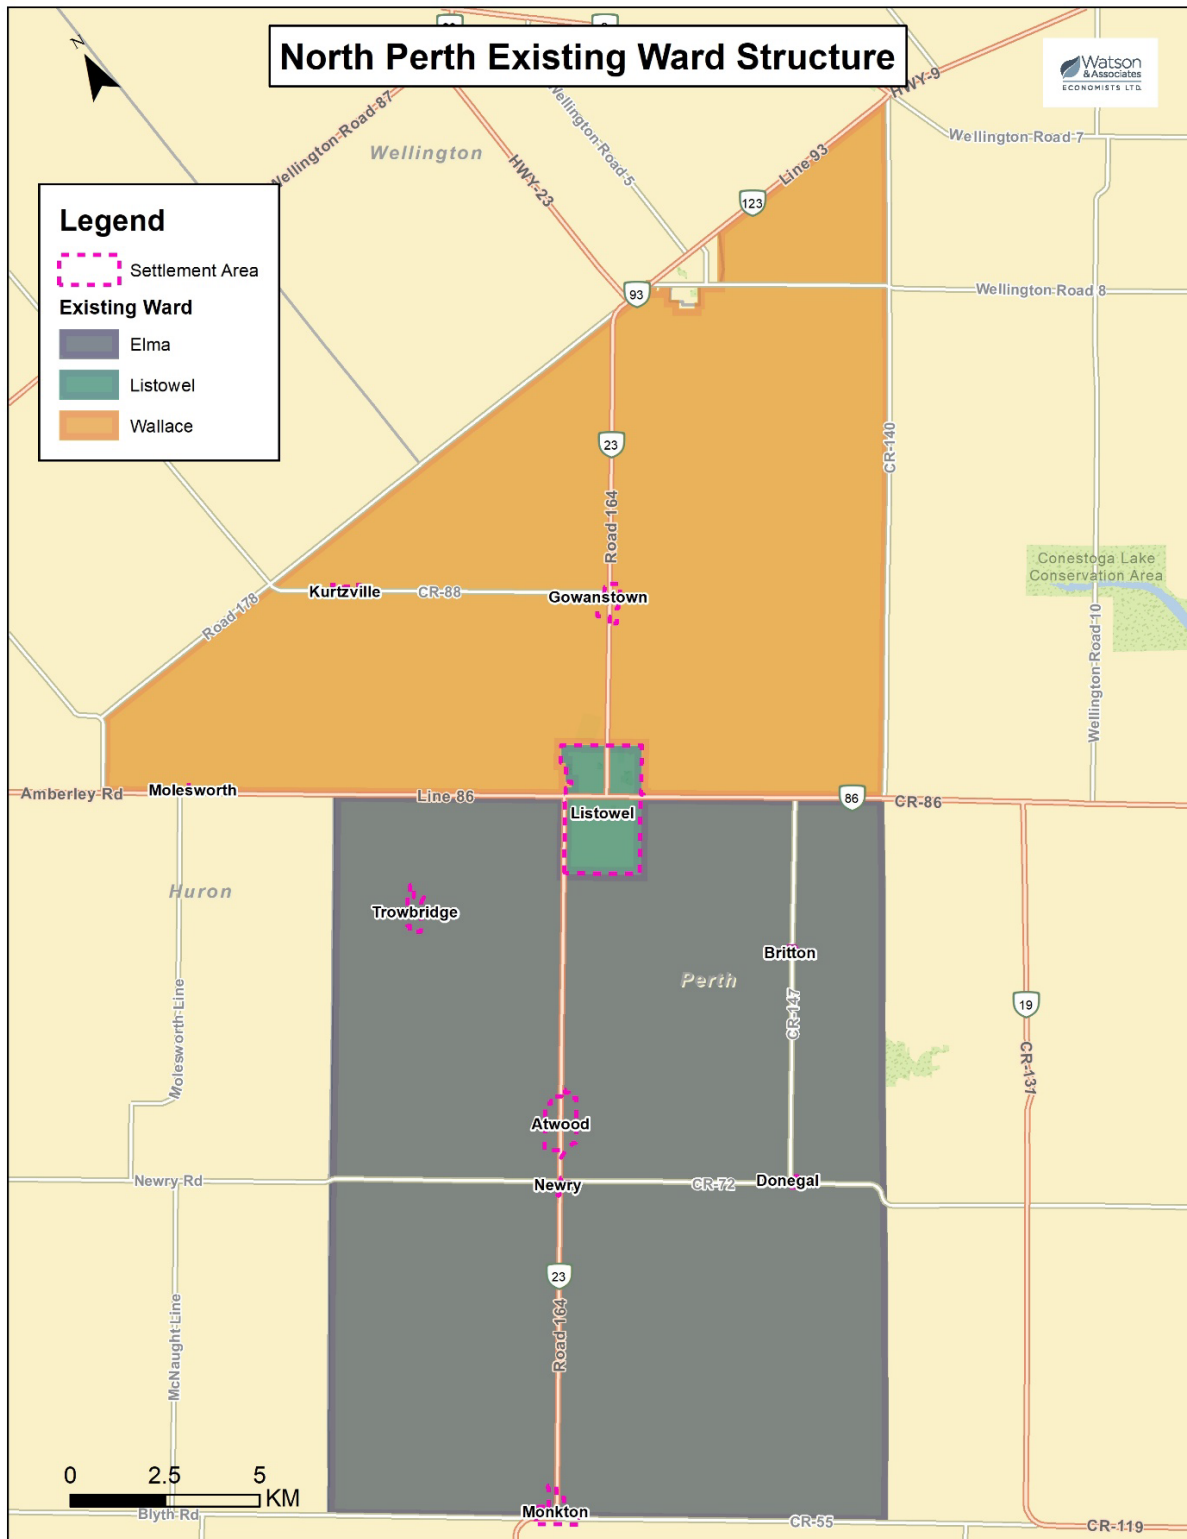 North Perth Existing Ward Structure
Watson
& Associates
ECONOMISTS LTD.
N
HWY-9
Wellington Road 7
Wellington Road 87
Wellington
Wellington Road 5
HWY-23
Line 93
123
Legend
Settlement Area
Existing Ward
Elma
Listowel
Wallace
93
Wellington Road 8
23
CR-140
Road 164
Conestoga Lake
Conservation Area
Kurtzville
CR-88
Gowanstown
Road 178
Wellington Road 10
Amberley Rd
Molesworth
Line 86
86
CR-86
Listowel
Huron
Trowbridge
Britton
Perth
CR-147
19
Molesworth Line
CR-131
Atwood
Newry Rd
Newry
CR-72
Donegal
23
McNaught Line
Road 164
0 2.5 5
KM
Blyth Rd
Monkton
CR-55
CR-119